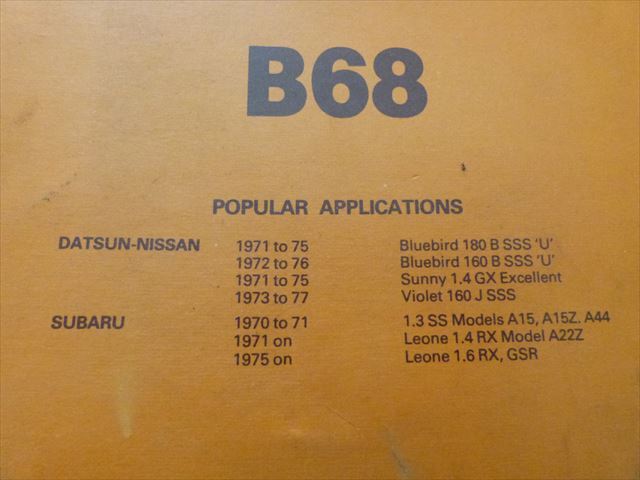 B68
POPULAR APPLICATIONS
DATSUN-NISSAN 1971 to 75 Bluebird 180 B SSS 'U'
1972 to 76 Bluebird 160 B SSS 'U'
1971 to 75 Sunny 1.4 GX Excellent
1973 to 77 Violet 160 J SSS
SUBARU 1970 to 71 1.3 SS Models A15, A15Z. A44
1971 on Leone 1.4 RX Model A22Z
1975 on Leone 1.6 RX, GSR